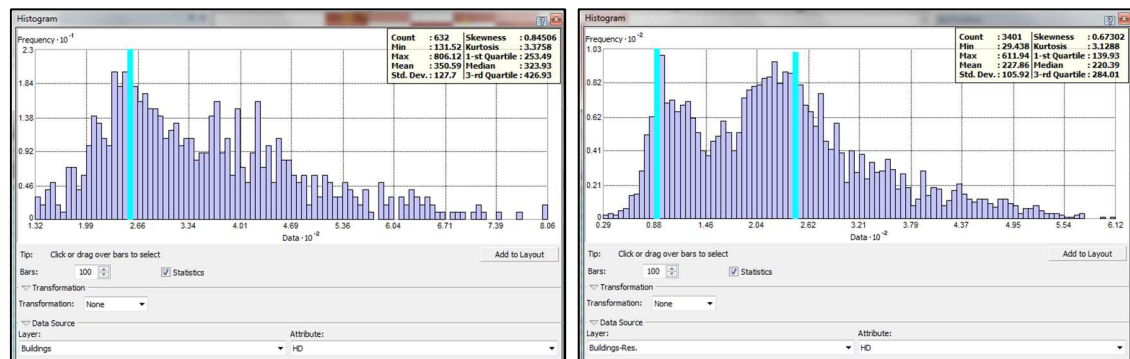 Histogram
Frequency · 10⁻¹
Count : 632 Skewness : 0.84506
Min : 131.52 Kurtosis : 3.3758
Max : 806.12 1-st Quartile : 253.49
Mean : 350.59 Median : 323.93
Std. Dev. : 127.7 3-rd Quartile : 426.93
2.3
1.84
1.38
0.92
0.46
0
1.32 1.99 2.66 3.34 4.01 4.69 5.36 6.04 6.71 7.39 8.06
Data · 10⁻²
Tip: Click or drag over bars to select
Add to Layout
Bars: 100 Statistics
Transformation
Transformation: None
Data Source
Layer: Attribute:
Buildings HD
Histogram
Frequency · 10⁻²
Count : 3401 Skewness : 0.67302
Min : 29.438 Kurtosis : 3.1288
Max : 611.94 1-st Quartile : 139.93
Mean : 227.86 Median : 220.39
Std. Dev. : 105.92 3-rd Quartile : 284.01
1.03
0.82
0.62
0.41
0.21
0
0.29 0.88 1.46 2.04 2.62 3.21 3.79 4.37 4.95 5.54 6.12
Data · 10⁻²
Tip: Click or drag over bars to select
Add to Layout
Bars: 100 Statistics
Transformation
Transformation: None
Data Source
Layer: Attribute:
Buildings-Res. HD